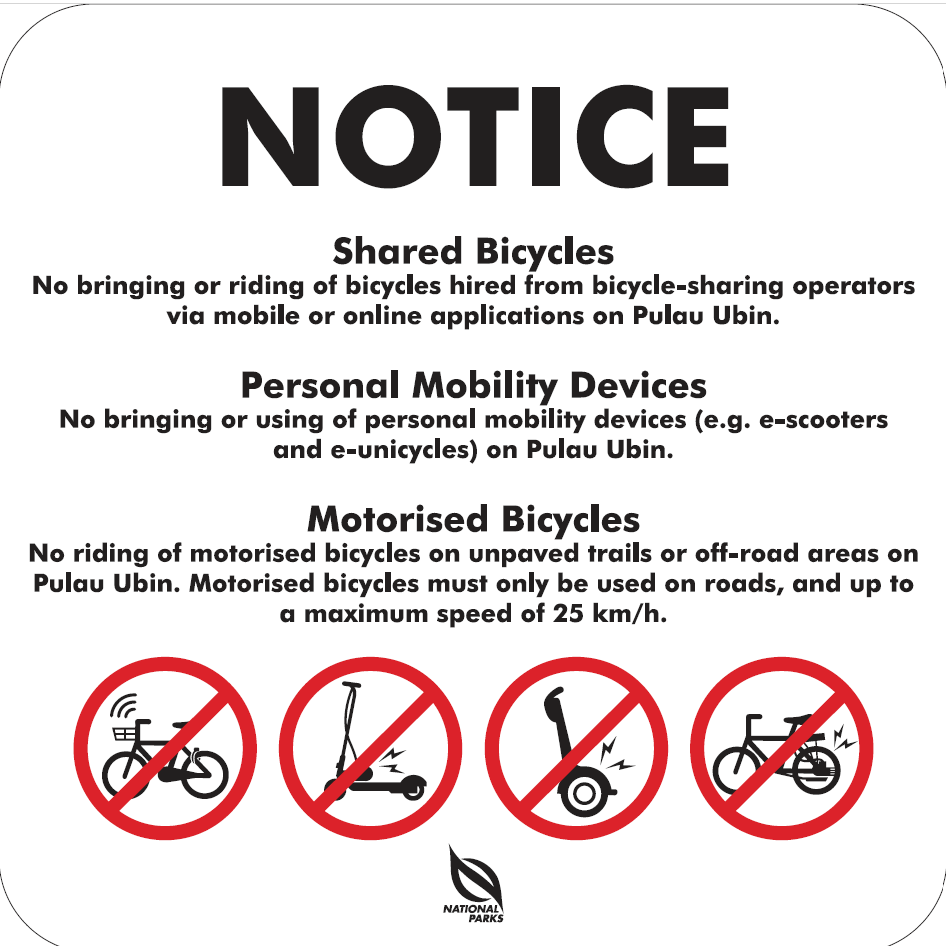 NOTICE
Shared Bicycles
No bringing or riding of bicycles hired from bicycle-sharing operators
via mobile or online applications on Pulau Ubin.
Personal Mobility Devices
No bringing or using of personal mobility devices (e.g. e-scooters
and e-unicycles) on Pulau Ubin.
Motorised Bicycles
No riding of motorised bicycles on unpaved trails or off-road areas on
Pulau Ubin. Motorised bicycles must only be used on roads, and up to
a maximum speed of 25 km/h.
NATIONAL
PARKS